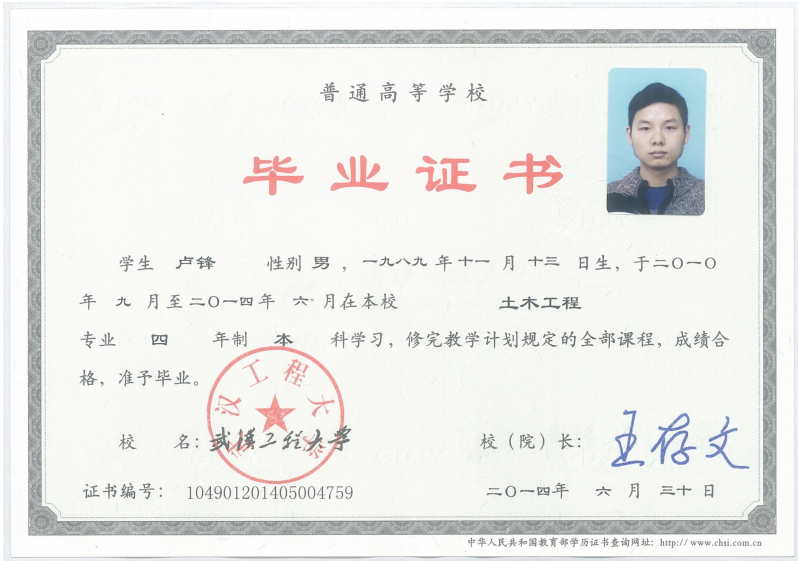 普通高等学校
毕业证书
学生 卢锋 性别 男，一九八九 年 十一 月 十三 日生，于二〇一〇
年 九 月至二〇一四年 六 月在本校 土木工程
专业 四 年制 本 科学习，修完教学计划规定的全部课程，成绩合
格，准予毕业。
武汉工程大学
校 名：武汉工程大学 校（院）长：王存文
证书编号：104901201405004759 二〇一四年 六 月 三十日
中华人民共和国教育部学历证书查询网址：http://www.chsi.com.cn